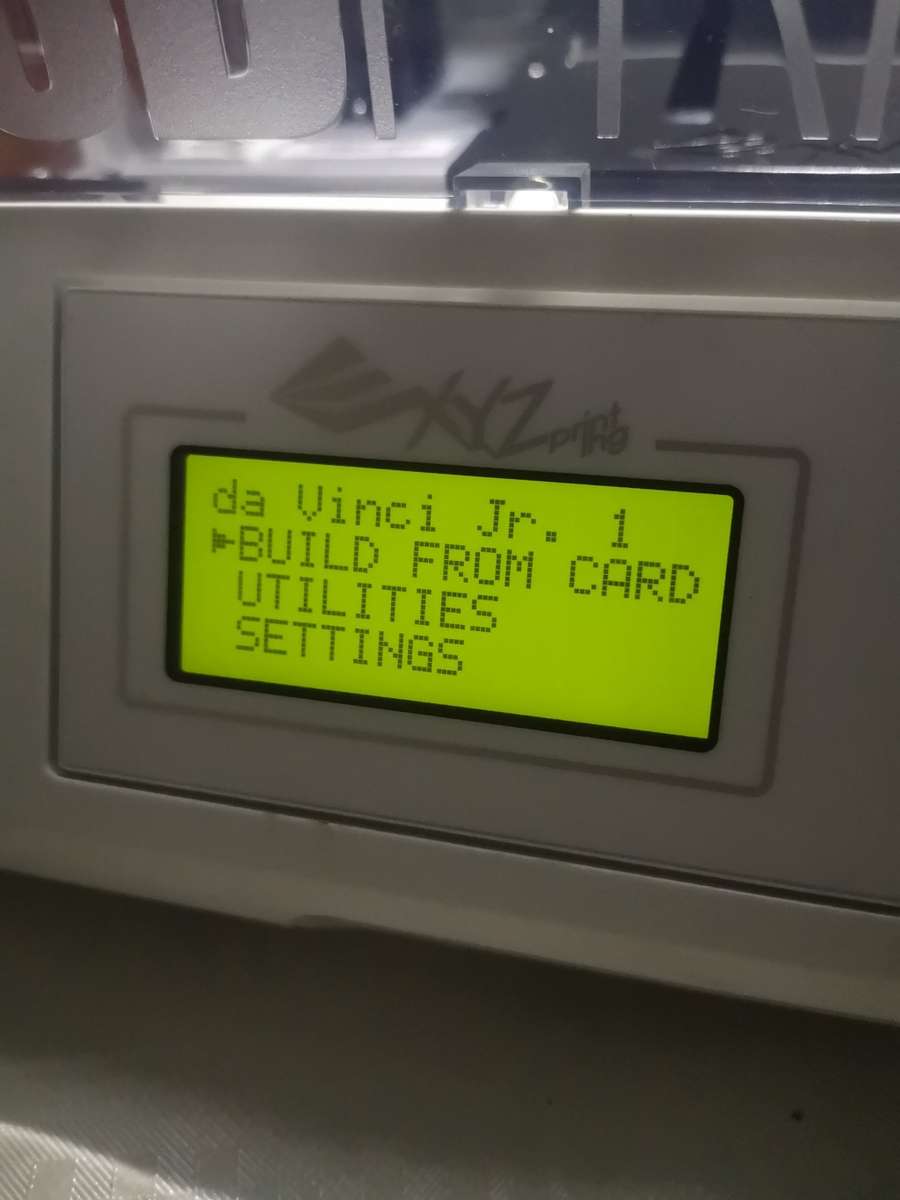 XYZprinting
da Vinci Jr. 1
BUILD FROM CARD
UTILITIES
SETTINGS